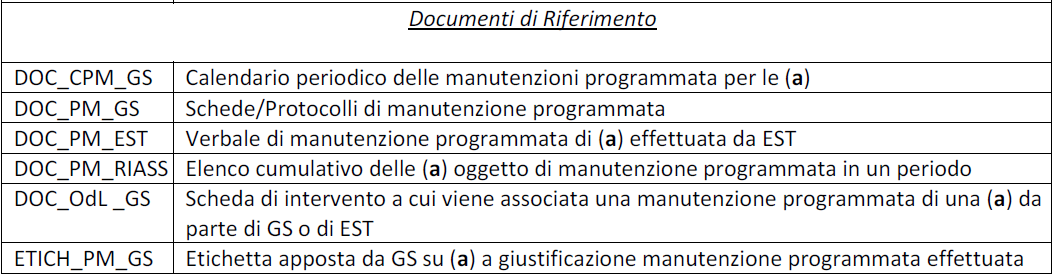 Documenti di Riferimento
DOC_CPM_GS Calendario periodico delle manutenzioni programmata per le (a)
DOC_PM_GS Schede/Protocolli di manutenzione programmata
DOC_PM_EST Verbale di manutenzione programmata di (a) effettuata da EST
DOC_PM_RIASS Elenco cumulativo delle (a) oggetto di manutenzione programmata in un periodo
DOC_OdL _GS Scheda di intervento a cui viene associata una manutenzione programmata di una (a) da
parte di GS o di EST
ETICH_PM_GS Etichetta apposta da GS su (a) a giustificazione manutenzione programmata effettuata